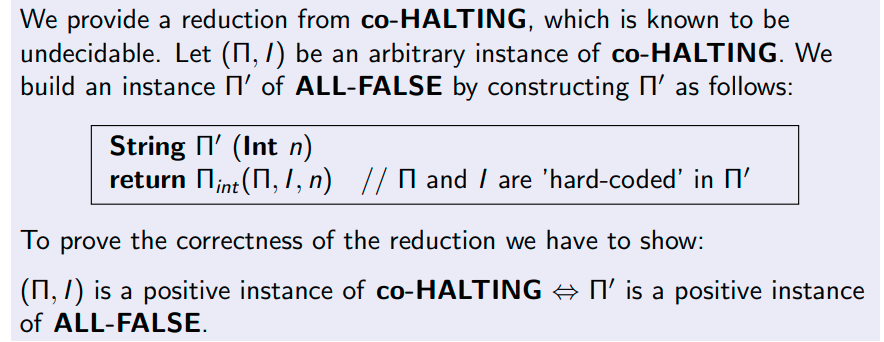 We provide a reduction from co-HALTING, which is known to be
undecidable. Let (Π, I) be an arbitrary instance of co-HALTING. We
build an instance Π′ of ALL-FALSE by constructing Π′ as follows:
String Π′ (Int n)
return Πint(Π, I, n) // Π and I are 'hard-coded' in Π′
To prove the correctness of the reduction we have to show:
(Π, I) is a positive instance of co-HALTING ⇔ Π′ is a positive instance
of ALL-FALSE.